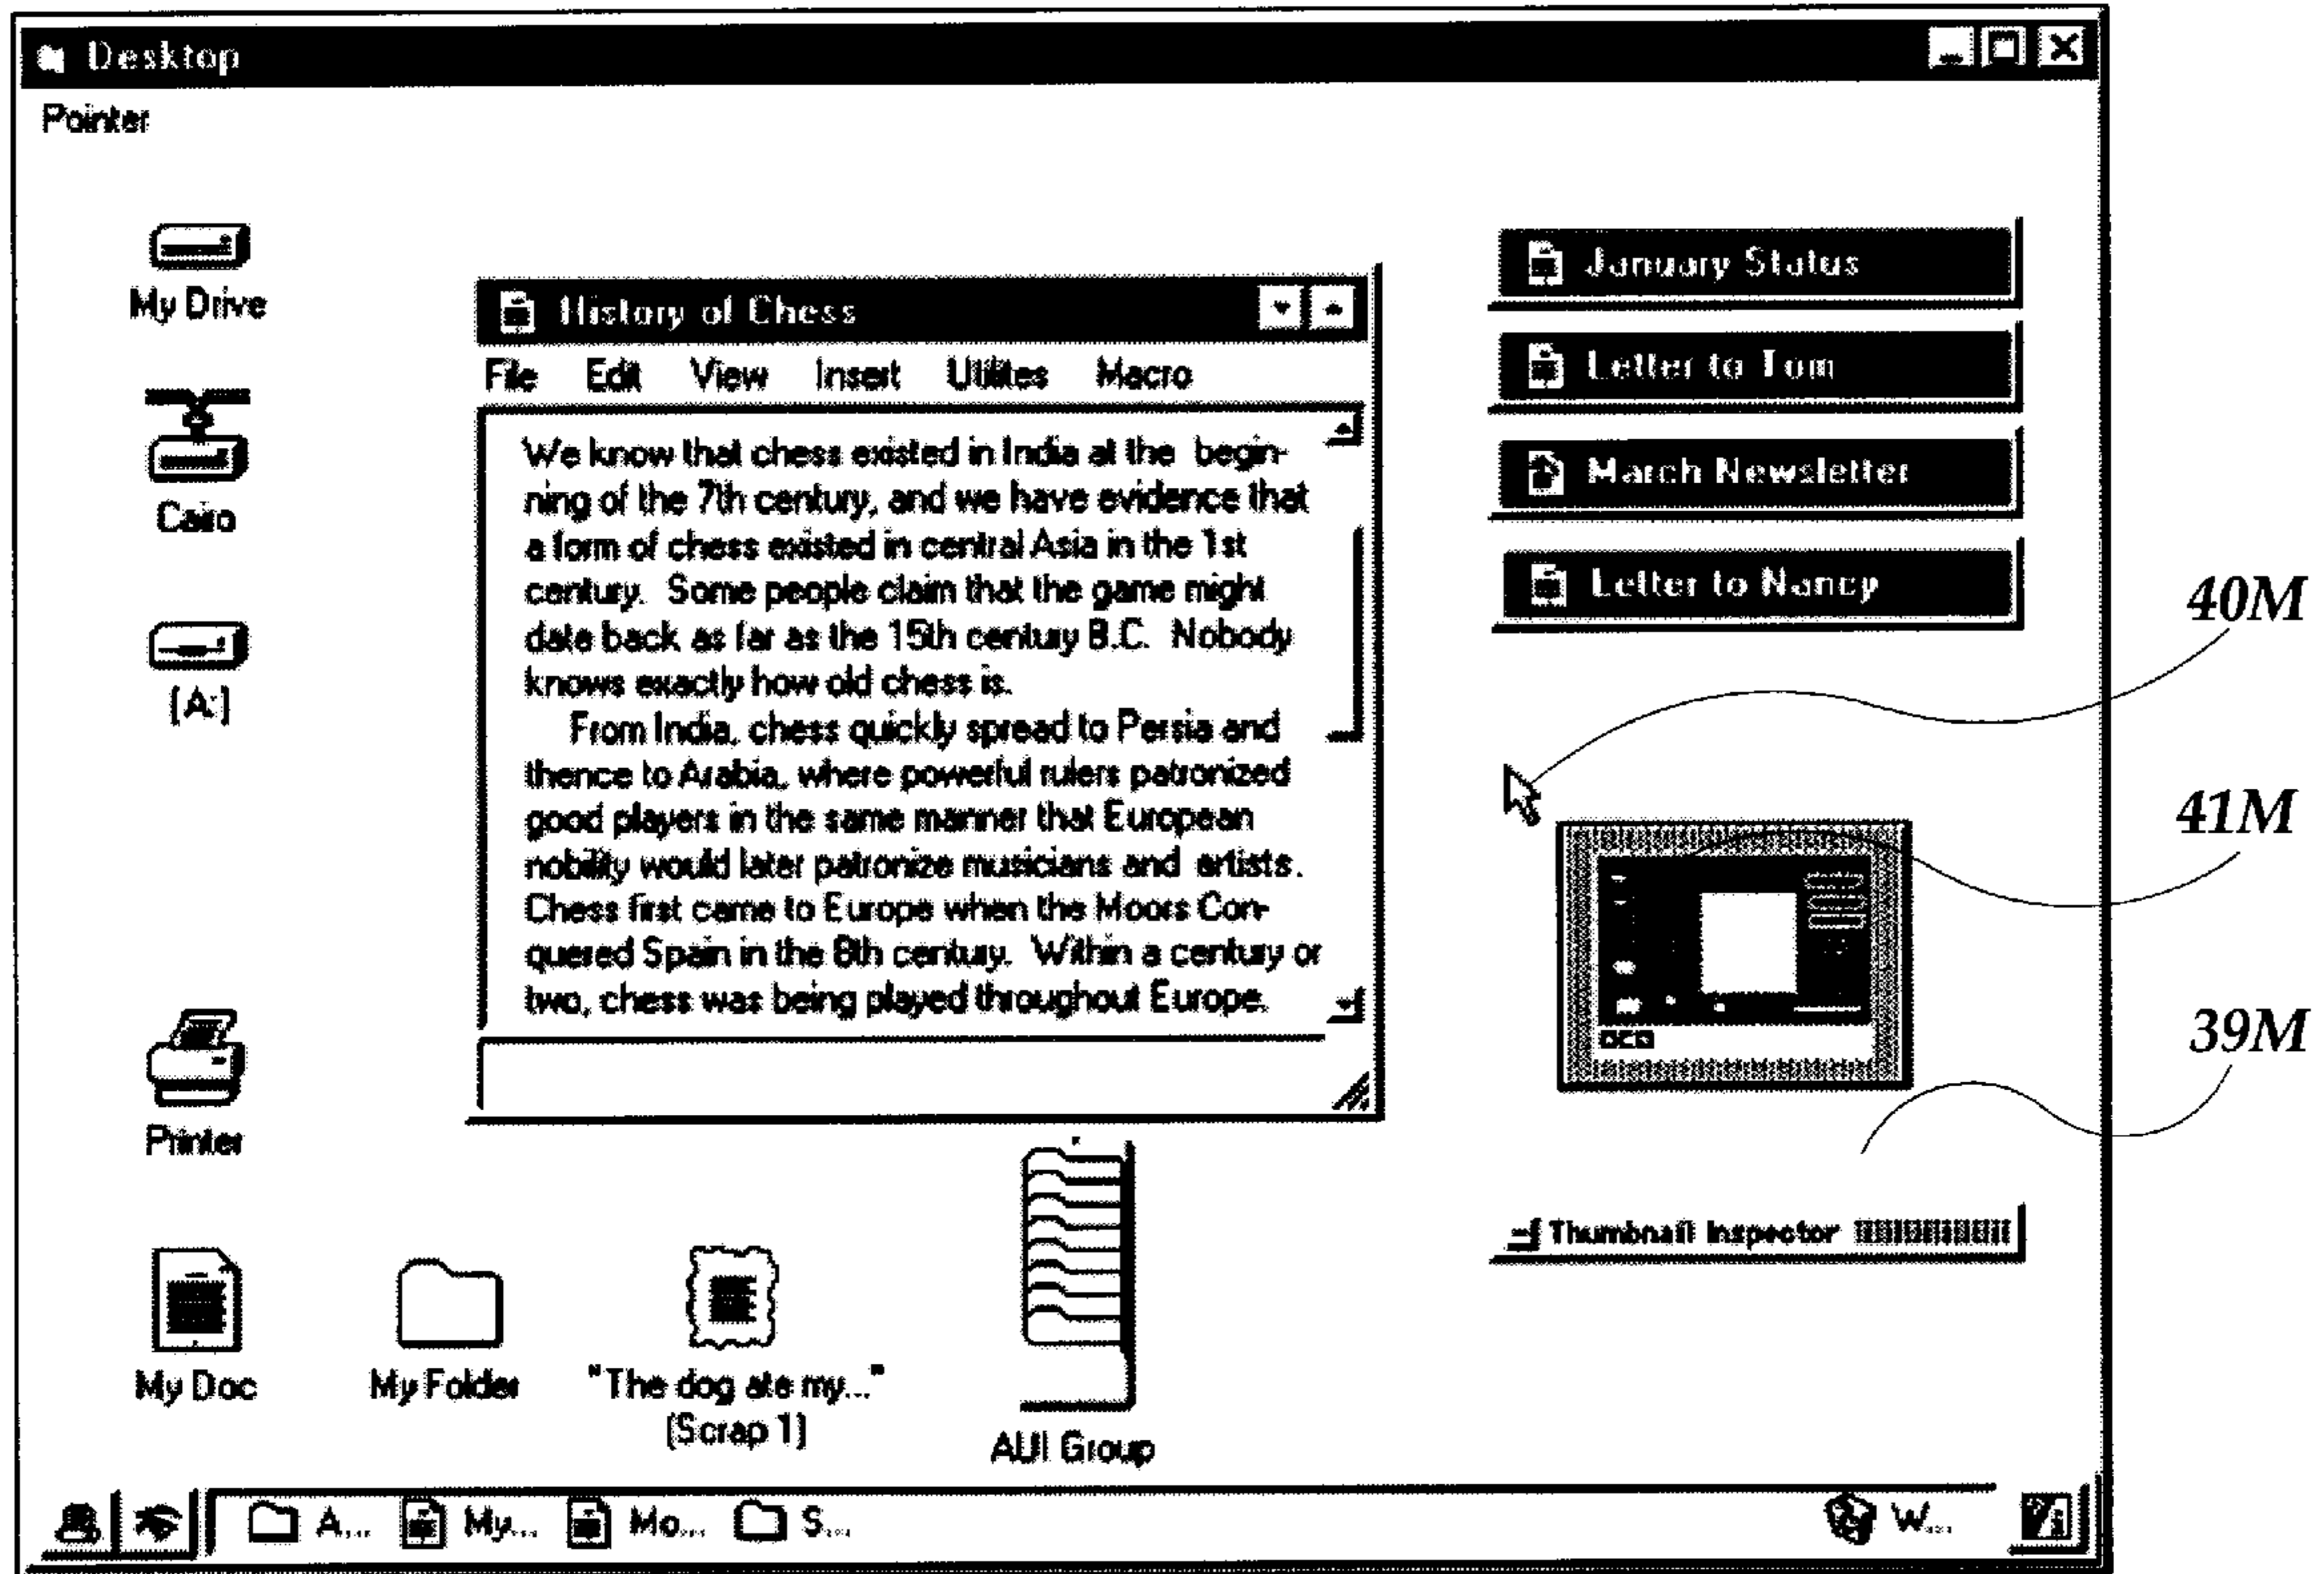 Desktop
Pointer
My Drive
Cairo
(A:)
Printer
My Doc
My Folder
"The dog ate my..."
(Scrap 1)
AUI Group
History of Chess
File Edit View Insert Utilites Macro
We know that chess existed in India at the begin-
ning of the 7th century, and we have evidence that
a form of chess existed in central Asia in the 1st
century. Some people claim that the game might
date back as far as the 15th century B.C. Nobody
knows exactly how old chess is.
From India, chess quickly spread to Persia and
thence to Arabia, where powerful rulers patronized
good players in the same manner that European
nobility would later patronize musicians and artists.
Chess first came to Europe when the Moors Con-
quered Spain in the 8th century. Within a century or
two, chess was being played throughout Europe.
January Status
Letter to Tom
March Newsletter
Letter to Nancy
40M
41M
39M
Thumbnail Inspector
A... My... Mo... S... W...